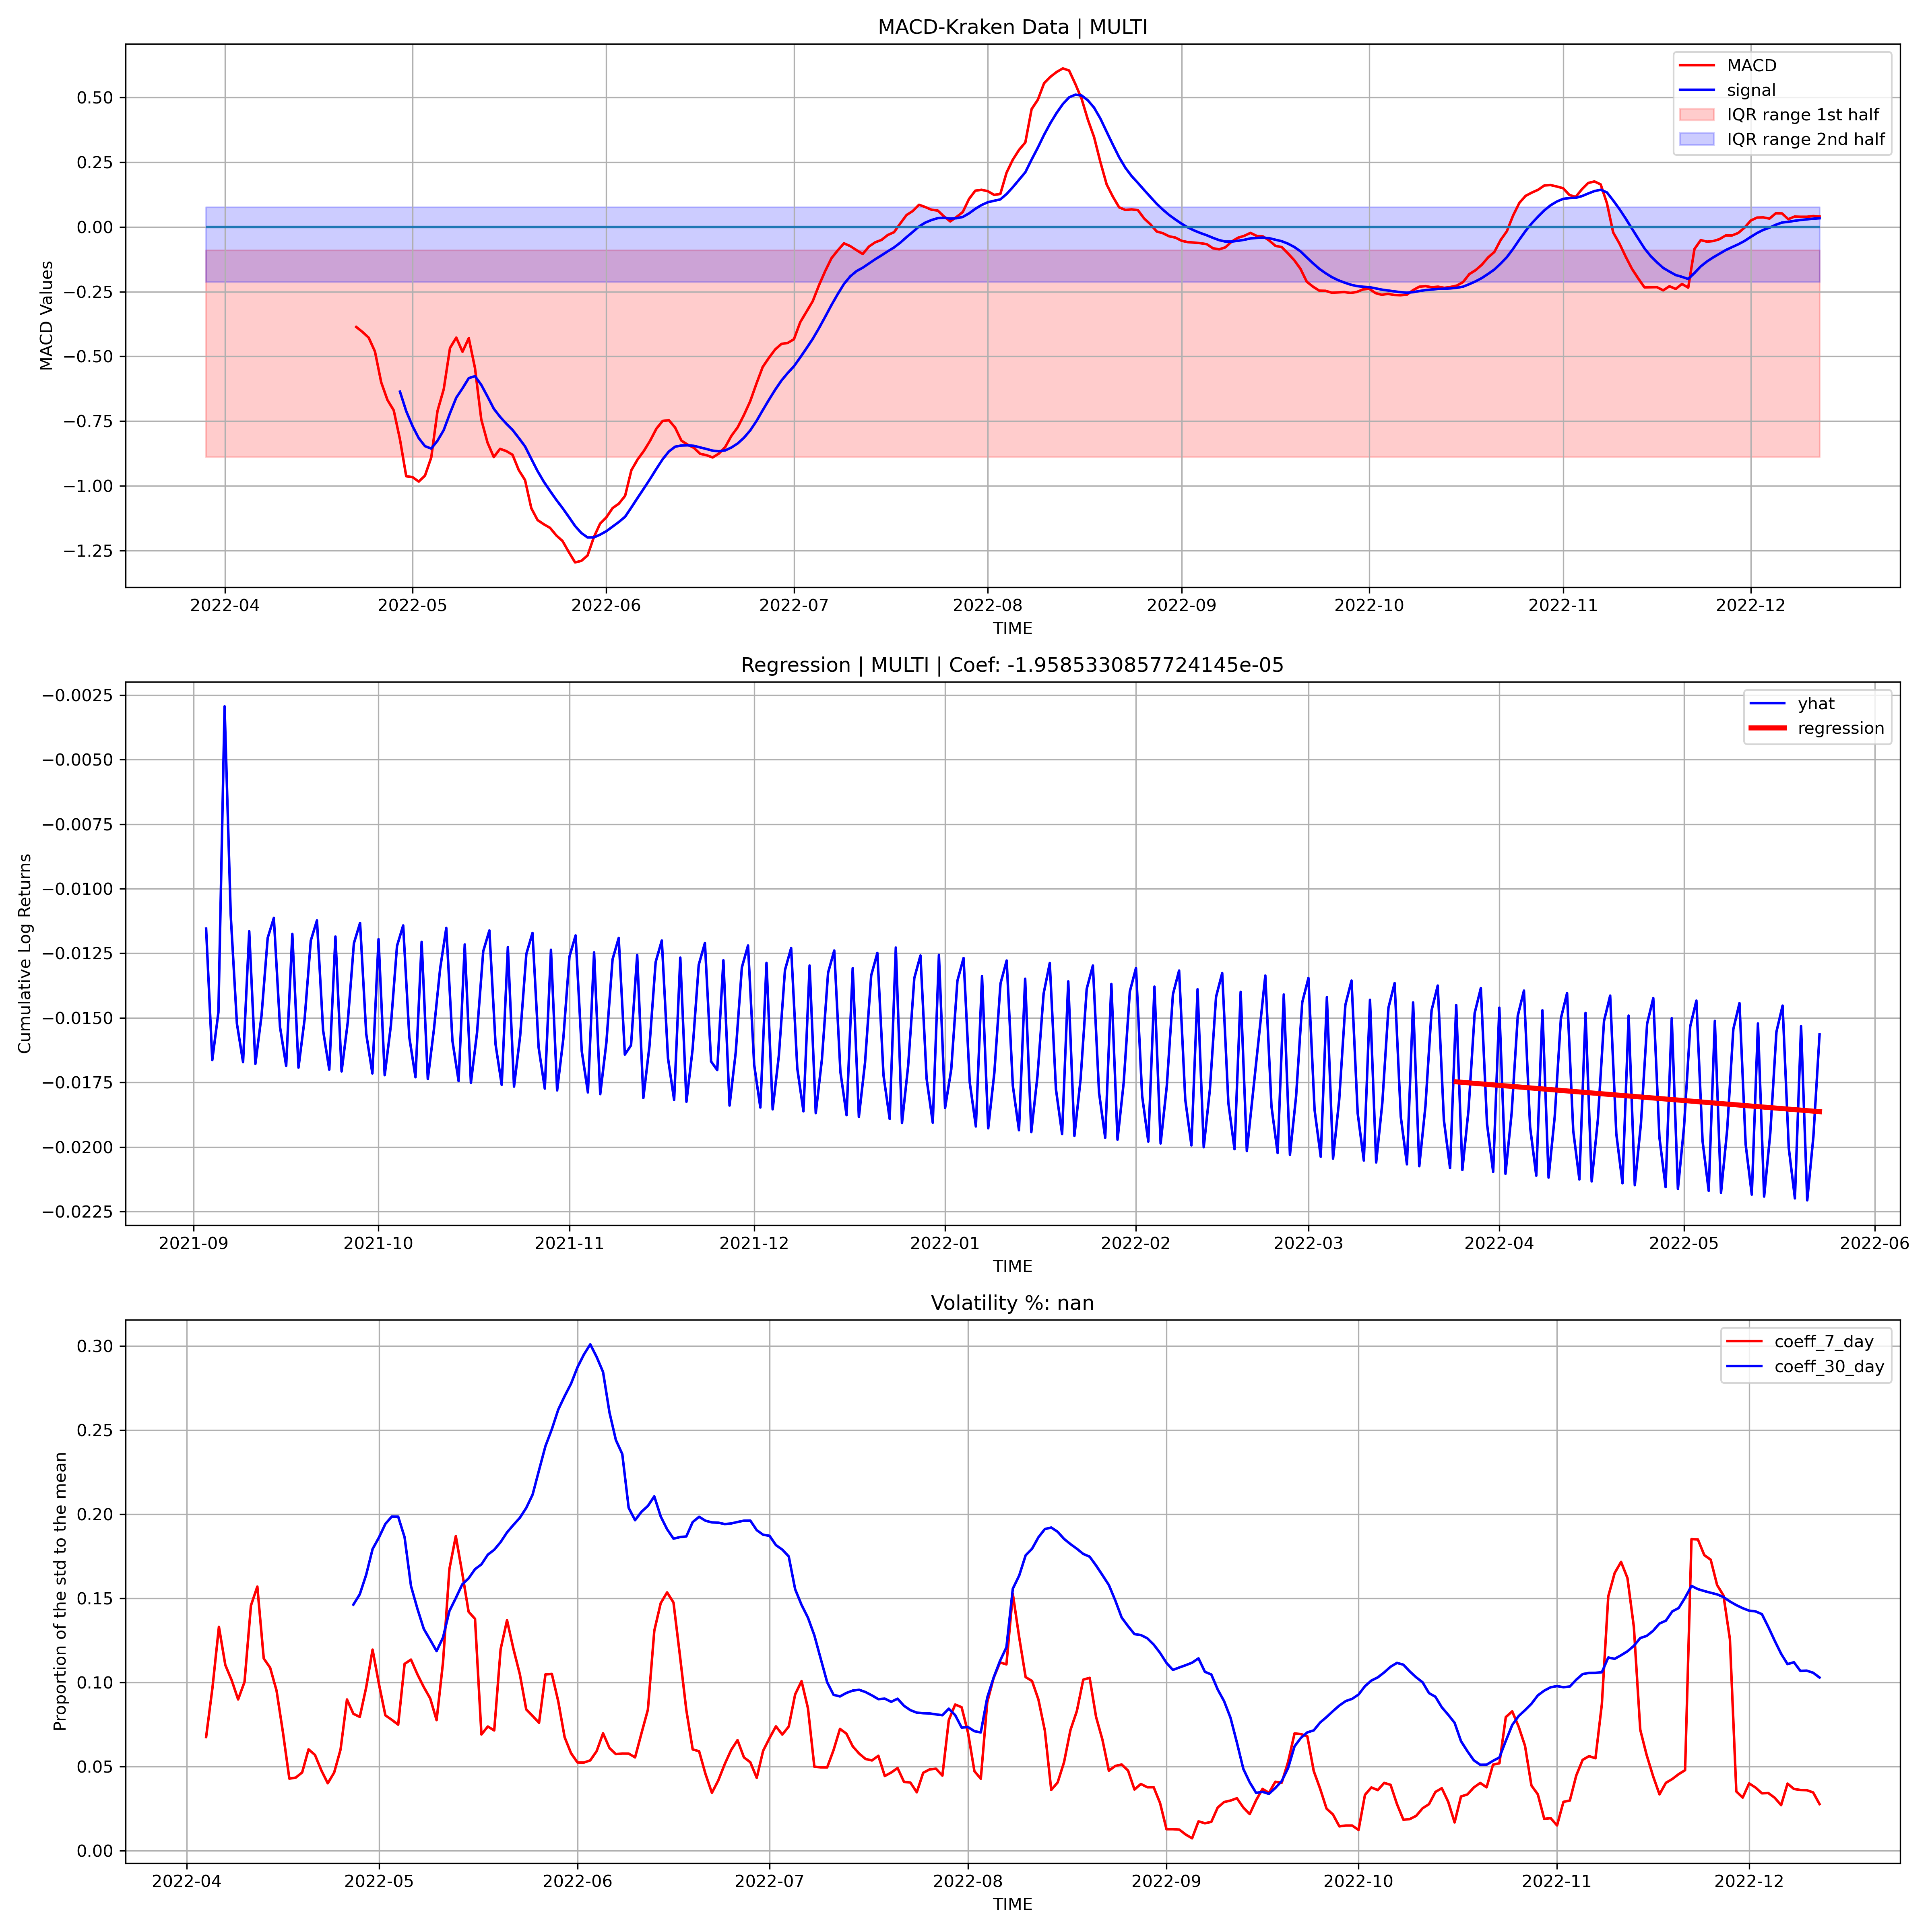 MACD-Kraken Data | MULTI
MACD
signal
IQR range 1st half
IQR range 2nd half
MACD Values
0.50
0.25
0.00
−0.25
−0.50
−0.75
−1.00
−1.25
2022-04 2022-05 2022-06 2022-07 2022-08 2022-09 2022-10 2022-11 2022-12
TIME
Regression | MULTI | Coef: -1.9585330857724145e-05
yhat
regression
Cumulative Log Returns
−0.0025
−0.0050
−0.0075
−0.0100
−0.0125
−0.0150
−0.0175
−0.0200
−0.0225
2021-09 2021-10 2021-11 2021-12 2022-01 2022-02 2022-03 2022-04 2022-05 2022-06
TIME
Volatility %: nan
coeff_7_day
coeff_30_day
Proportion of the std to the mean
0.30
0.25
0.20
0.15
0.10
0.05
0.00
2022-04 2022-05 2022-06 2022-07 2022-08 2022-09 2022-10 2022-11 2022-12
TIME